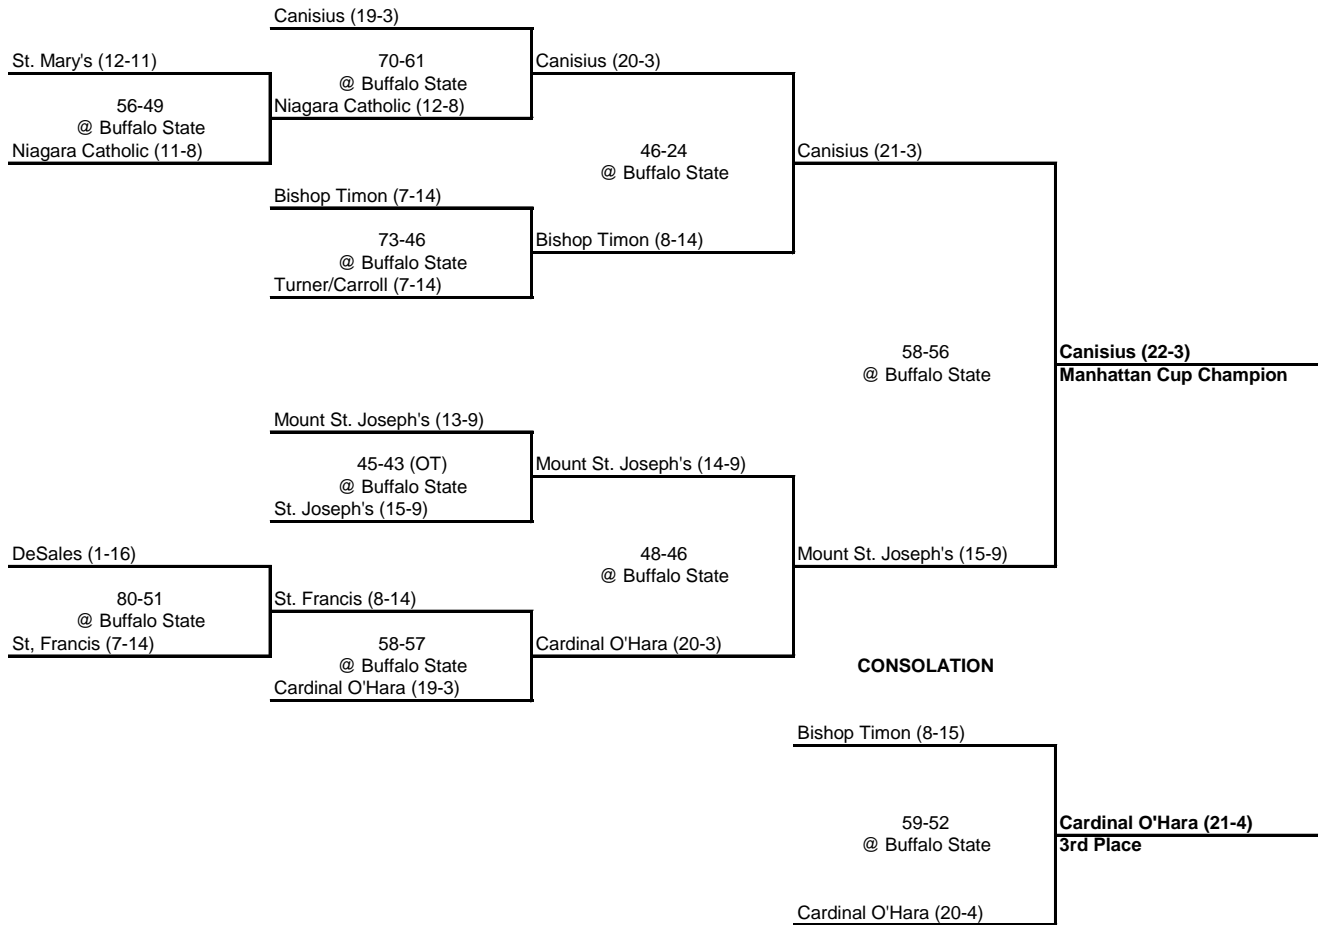 Canisius (19-3)
St. Mary's (12-11)
70-61
Canisius (20-3)
@ Buffalo State
56-49
Niagara Catholic (12-8)
@ Buffalo State
Niagara Catholic (11-8)
46-24
Canisius (21-3)
@ Buffalo State
Bishop Timon (7-14)
73-46
Bishop Timon (8-14)
@ Buffalo State
Turner/Carroll (7-14)
58-56
Canisius (22-3)
@ Buffalo State
Manhattan Cup Champion
Mount St. Joseph's (13-9)
45-43 (OT)
Mount St. Joseph's (14-9)
@ Buffalo State
St. Joseph's (15-9)
DeSales (1-16)
48-46
Mount St. Joseph's (15-9)
@ Buffalo State
80-51
St. Francis (8-14)
@ Buffalo State
St, Francis (7-14)
58-57
Cardinal O'Hara (20-3)
@ Buffalo State
CONSOLATION
Cardinal O'Hara (19-3)
Bishop Timon (8-15)
59-52
Cardinal O'Hara (21-4)
@ Buffalo State
3rd Place
Cardinal O'Hara (20-4)